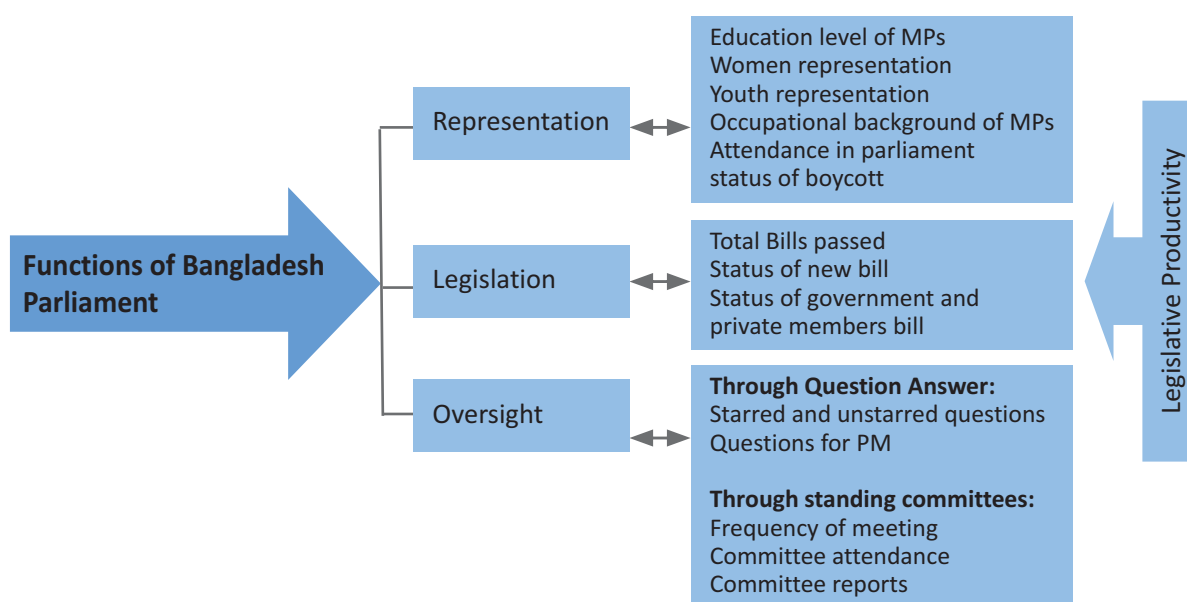 Functions of Bangladesh
Parliament
Representation
Education level of MPs
Women representation
Youth representation
Occupational background of MPs
Attendance in parliament
status of boycott
Legislation
Total Bills passed
Status of new bill
Status of government and
private members bill
Oversight
Through Question Answer:
Starred and unstarred questions
Questions for PM
Through standing committees:
Frequency of meeting
Committee attendance
Committee reports
Legislative Productivity